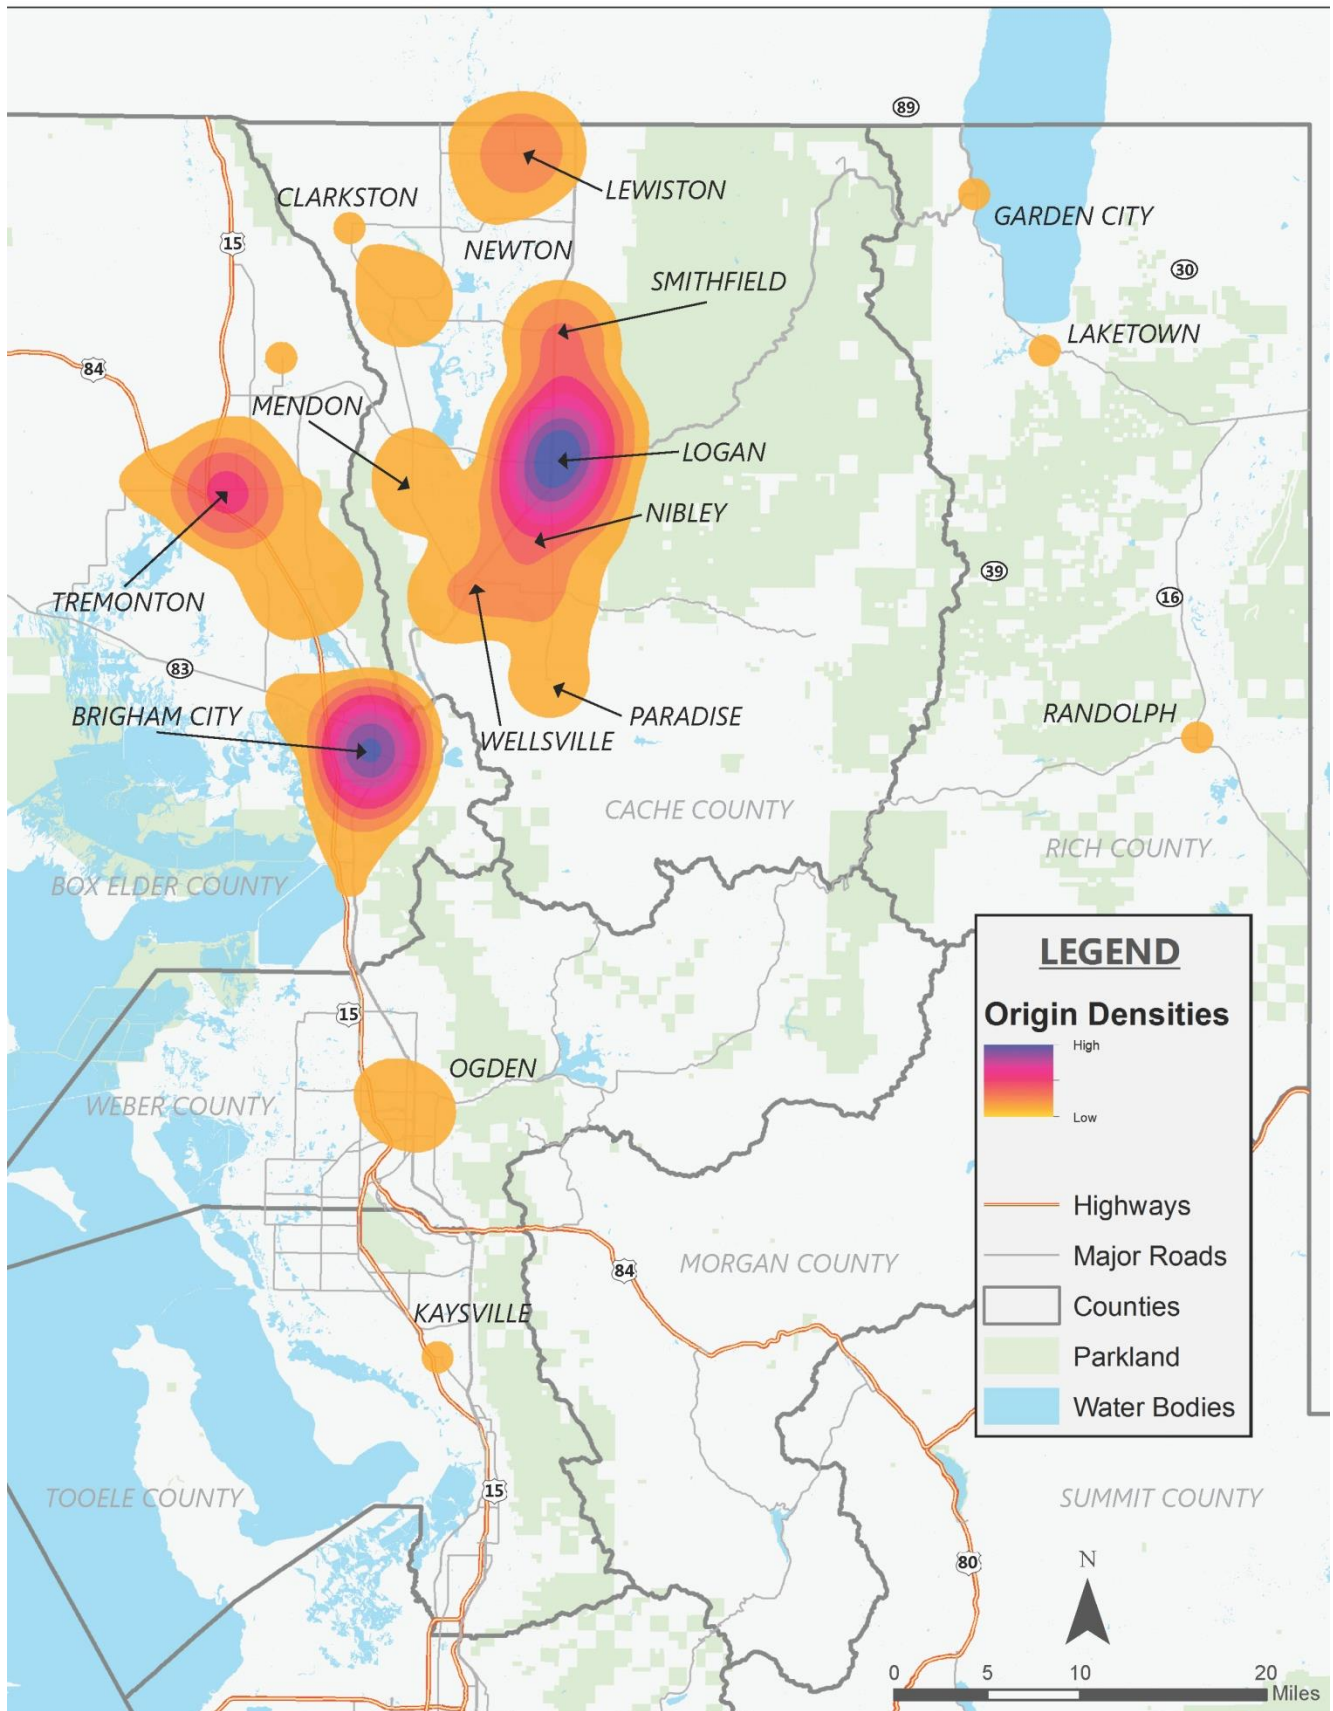 89
CLARKSTON
LEWISTON
GARDEN CITY
15
NEWTON
30
SMITHFIELD
LAKETOWN
84
MENDON
LOGAN
NIBLEY
39
16
TREMONTON
83
BRIGHAM CITY
PARADISE
RANDOLPH
WELLSVILLE
CACHE COUNTY
RICH COUNTY
BOX ELDER COUNTY
LEGEND
Origin Densities
High
Low
Highways
Major Roads
Counties
Parkland
Water Bodies
15
OGDEN
WEBER COUNTY
MORGAN COUNTY
84
KAYSVILLE
TOOELE COUNTY
15
SUMMIT COUNTY
80
N
0 5 10 20
Miles